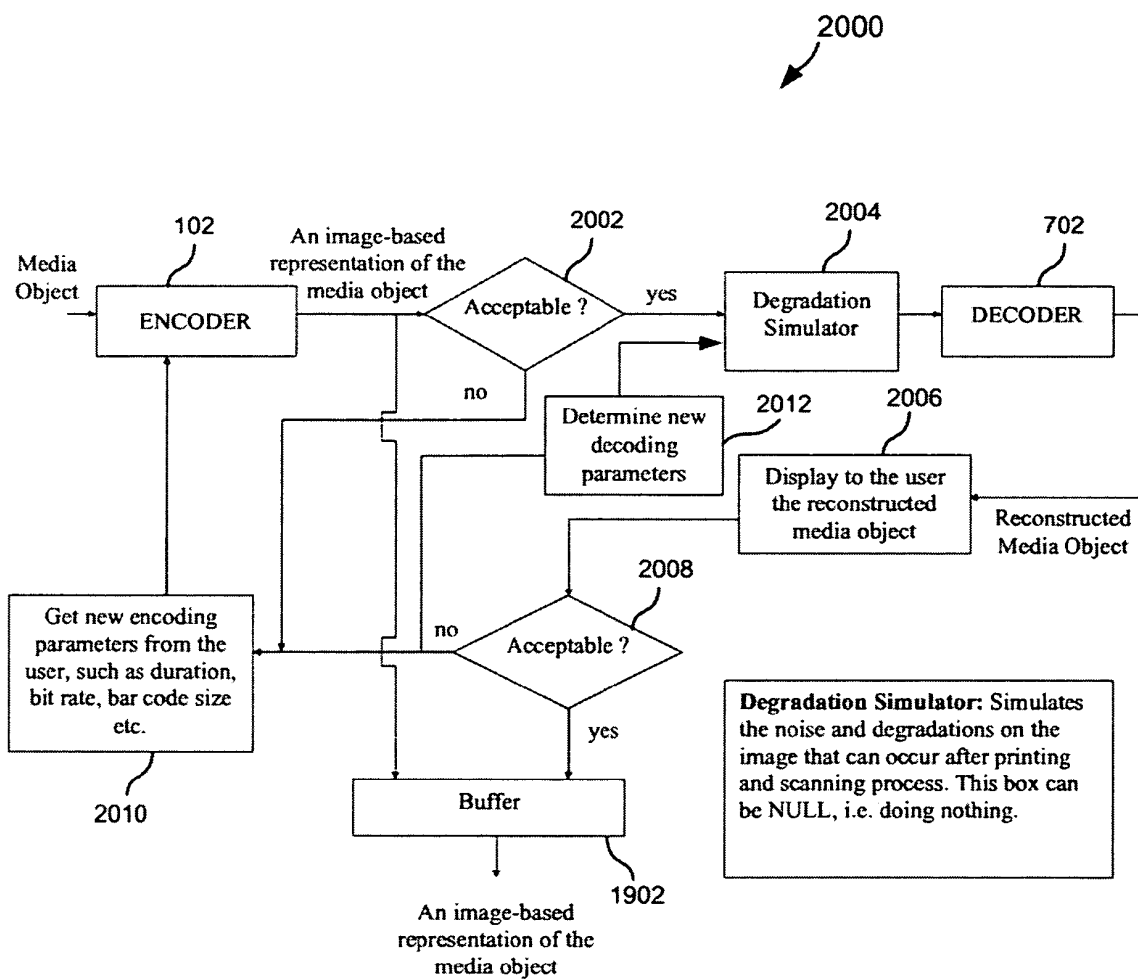 2000
102
An image-based
representation of the
media object
2002
2004
702
Media
Object
ENCODER
Acceptable ?
yes
Degradation
Simulator
DECODER
no
Determine new
decoding
parameters
2012
2006
Display to the user
the reconstructed
media object
Reconstructed
Media Object
2008
Get new encoding
parameters from the
user, such as duration,
bit rate, bar code size
etc.
no
Acceptable ?
yes
2010
Buffer
1902
Degradation Simulator: Simulates
the noise and degradations on the
image that can occur after printing
and scanning process. This box can
be NULL, i.e. doing nothing.
An image-based
representation of the
media object